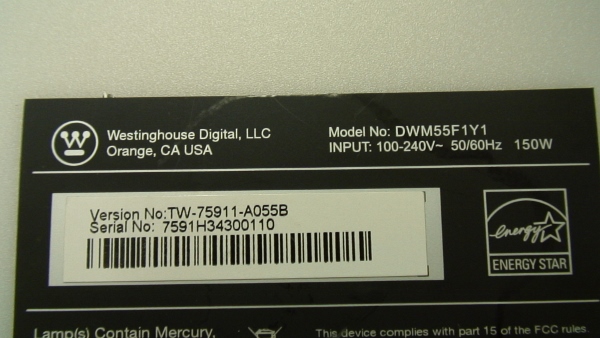 Westinghouse Digital, LLC
Orange, CA USA
Model No: DWM55F1Y1
INPUT: 100-240V~ 50/60Hz 150W
Version No:TW-75911-A055B
Serial No: 7591H34300110
energy
ENERGY STAR
Lamp(s) Contain Mercury,
This device complies with part 15 of the FCC rules.